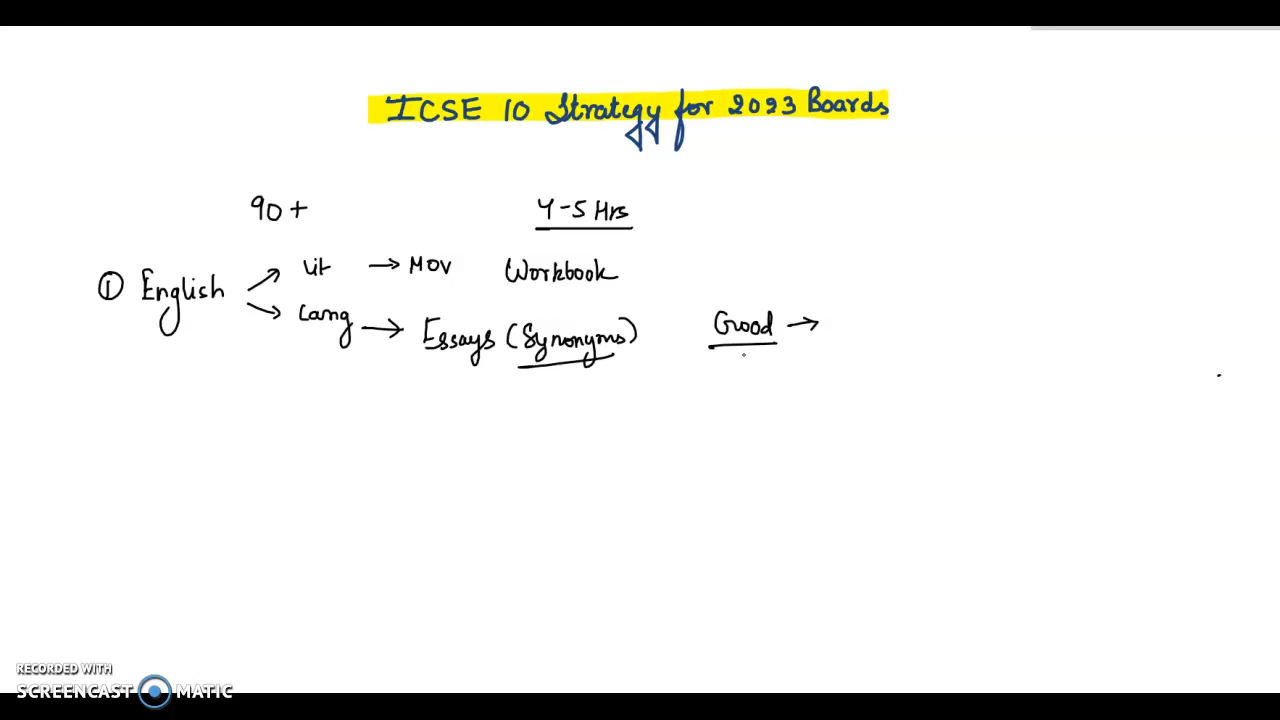 ICSE 10 Strategy for 2023 Boards
90+ 4-5 Hrs
① English Lit → MOV Workbook
Lang → Essays (Synonyms) Good →
RECORDED WITH
SCREENCAST MATIC